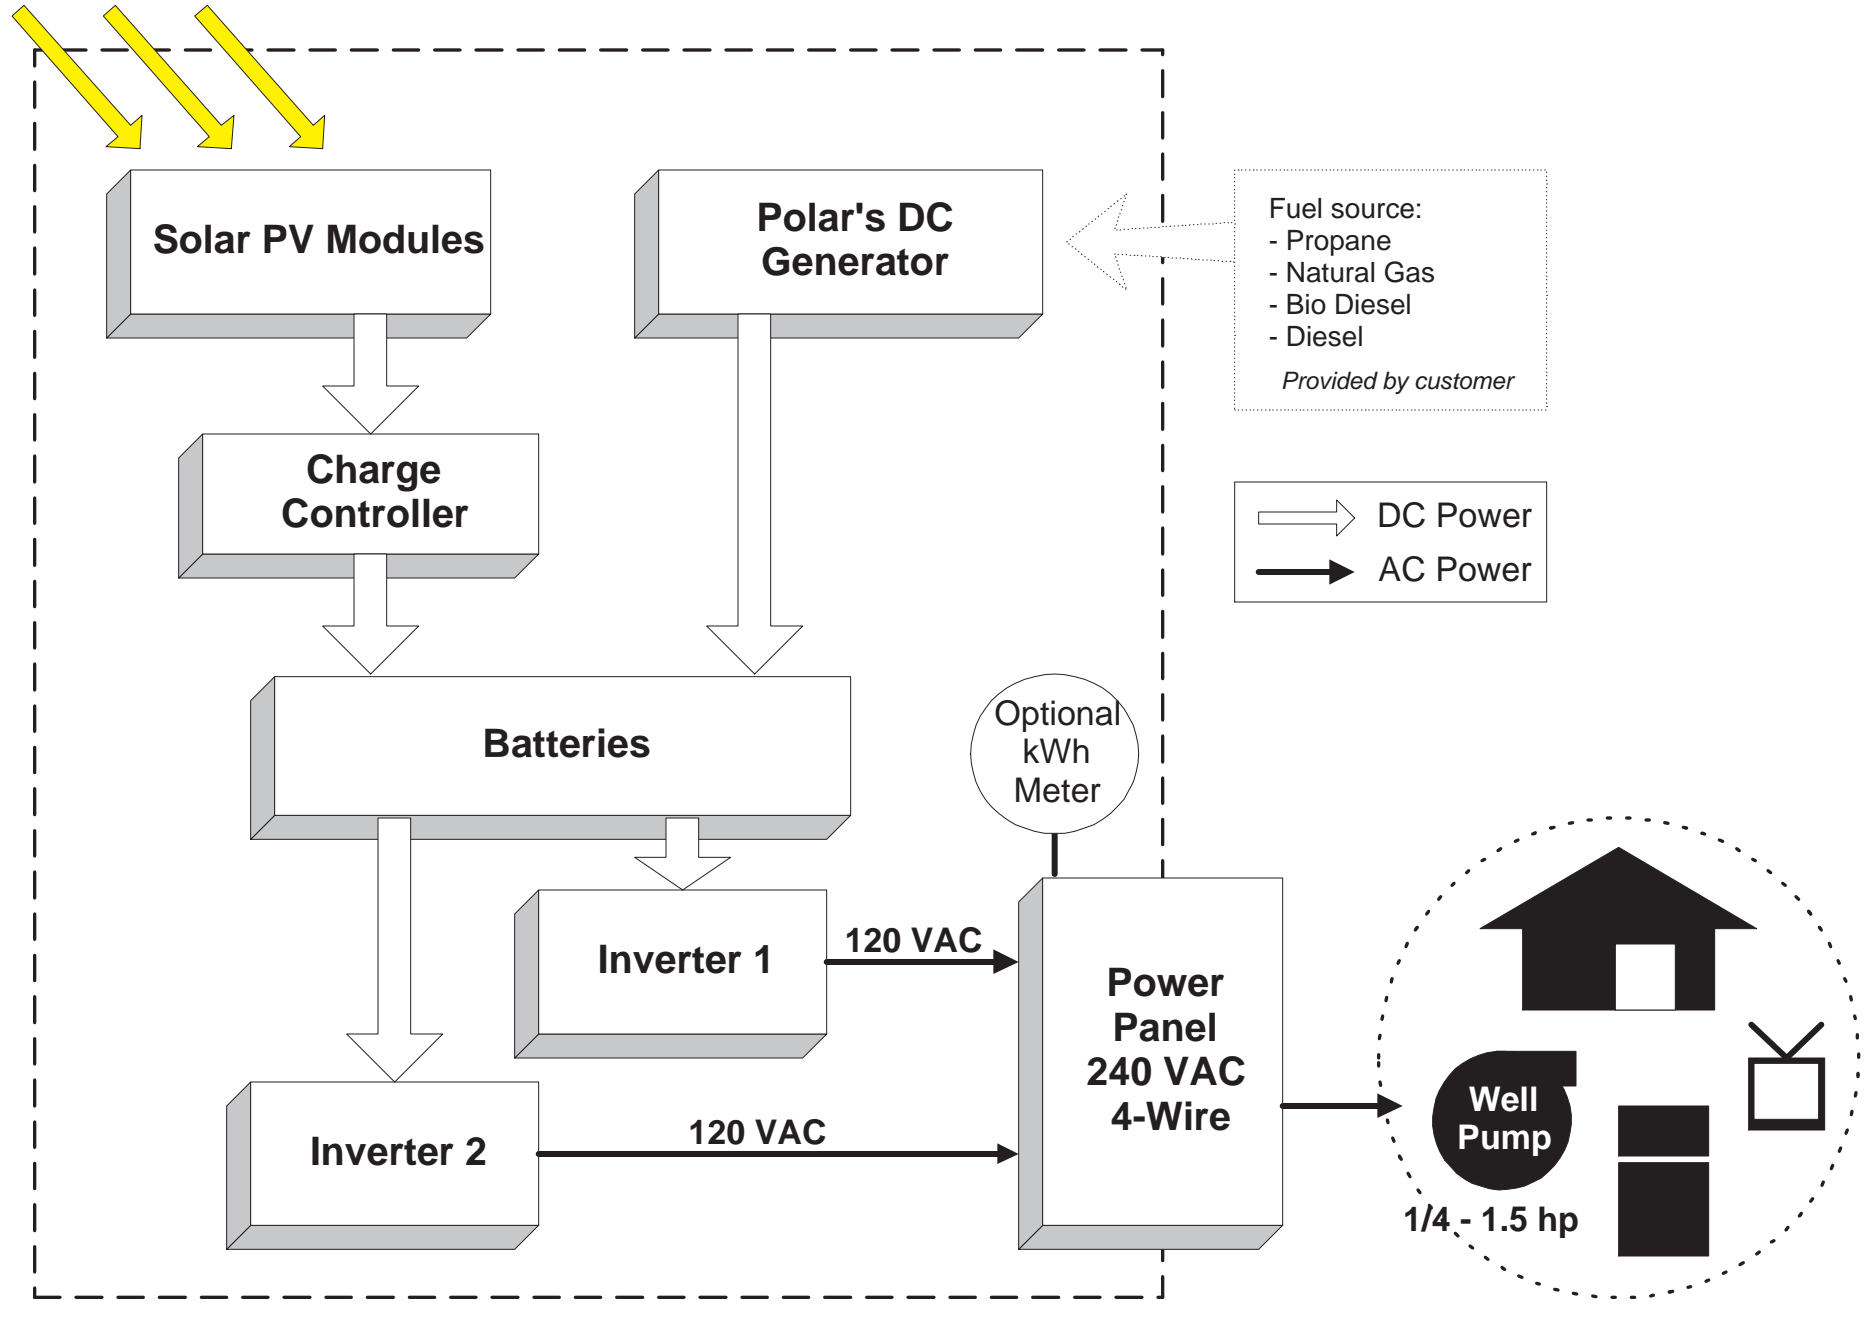 Solar PV Modules
Polar's DC
Generator
Fuel source:
- Propane
- Natural Gas
- Bio Diesel
- Diesel
Provided by customer
Charge
Controller
DC Power
AC Power
Batteries
Optional
kWh
Meter
Inverter 1
120 VAC
Power
Panel
240 VAC
4-Wire
Inverter 2
120 VAC
Well
Pump
1/4 - 1.5 hp